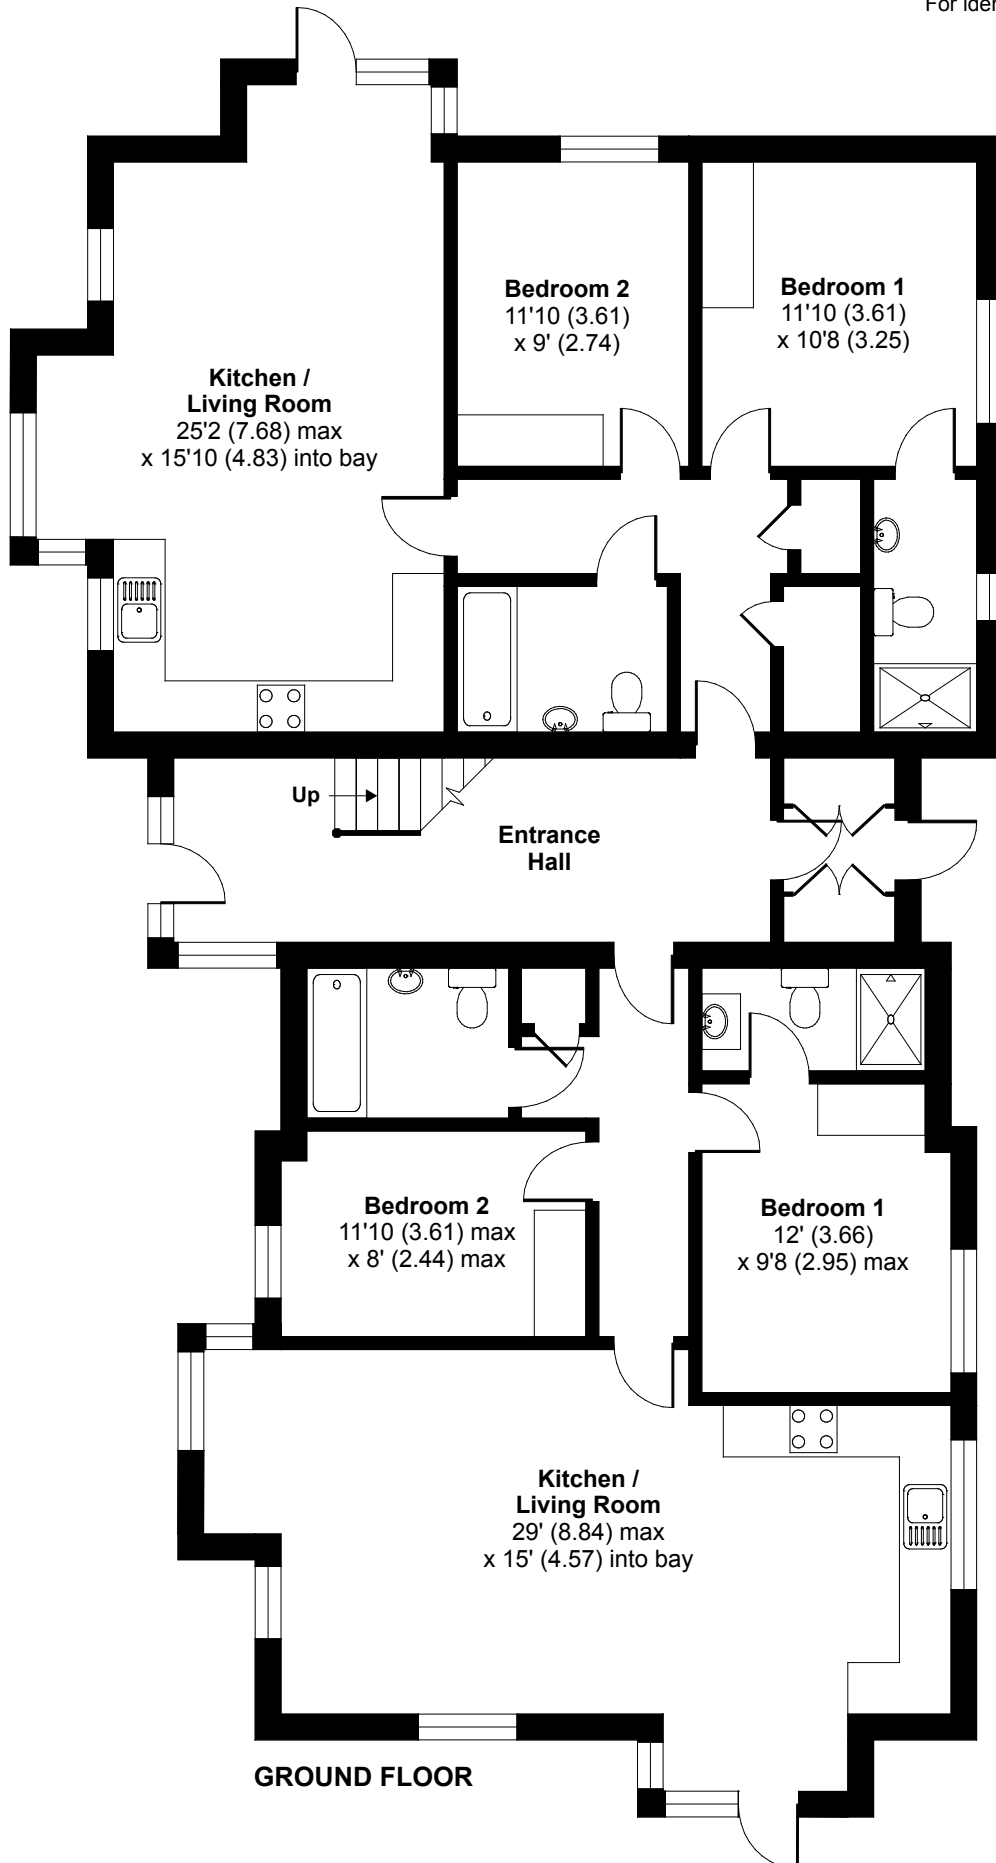 For iden
Bedroom 2
11'10 (3.61)
x 9' (2.74)
Bedroom 1
11'10 (3.61)
x 10'8 (3.25)
Kitchen /
Living Room
25'2 (7.68) max
x 15'10 (4.83) into bay
Up
Entrance
Hall
Bedroom 2
11'10 (3.61) max
x 8' (2.44) max
Bedroom 1
12' (3.66)
x 9'8 (2.95) max
Kitchen /
Living Room
29' (8.84) max
x 15' (4.57) into bay
GROUND FLOOR